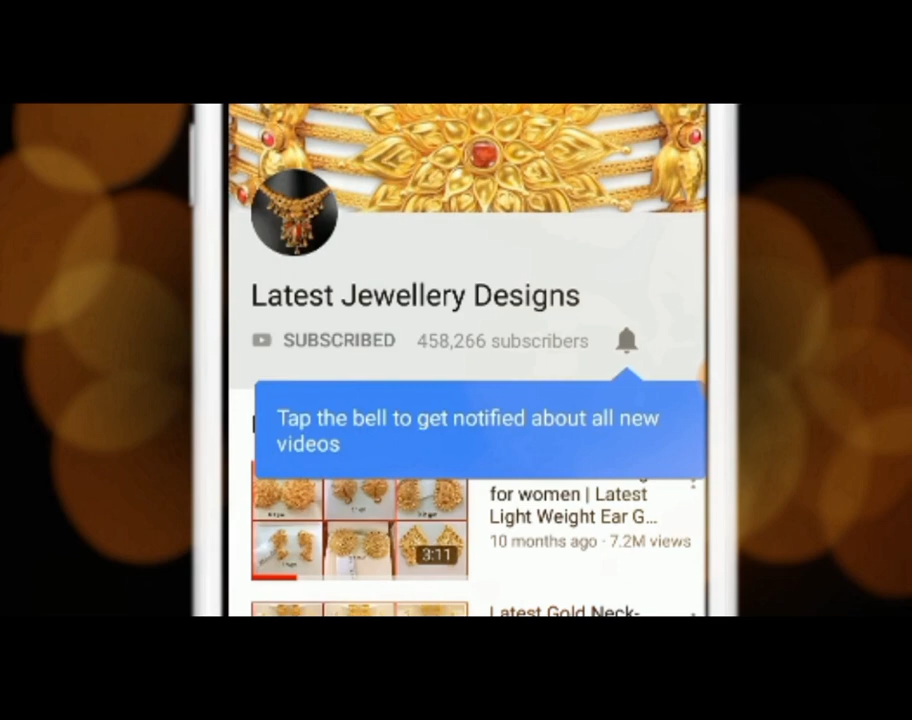 Latest Jewellery Designs
SUBSCRIBED 458,266 subscribers
Tap the bell to get notified about all new
videos
for women | Latest
Light Weight Ear G...
10 months ago · 7.2M views
3:11
Latest Gold Neck-